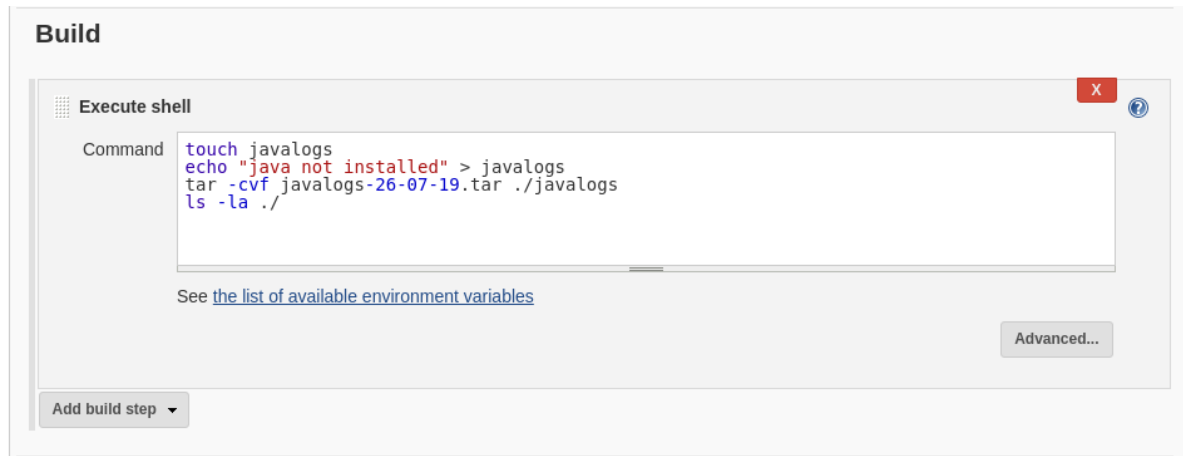 Build
Execute shell
X
?
Command
touch javalogs
echo "java not installed" > javalogs
tar -cvf javalogs-26-07-19.tar ./javalogs
ls -la ./
See the list of available environment variables
Advanced...
Add build step